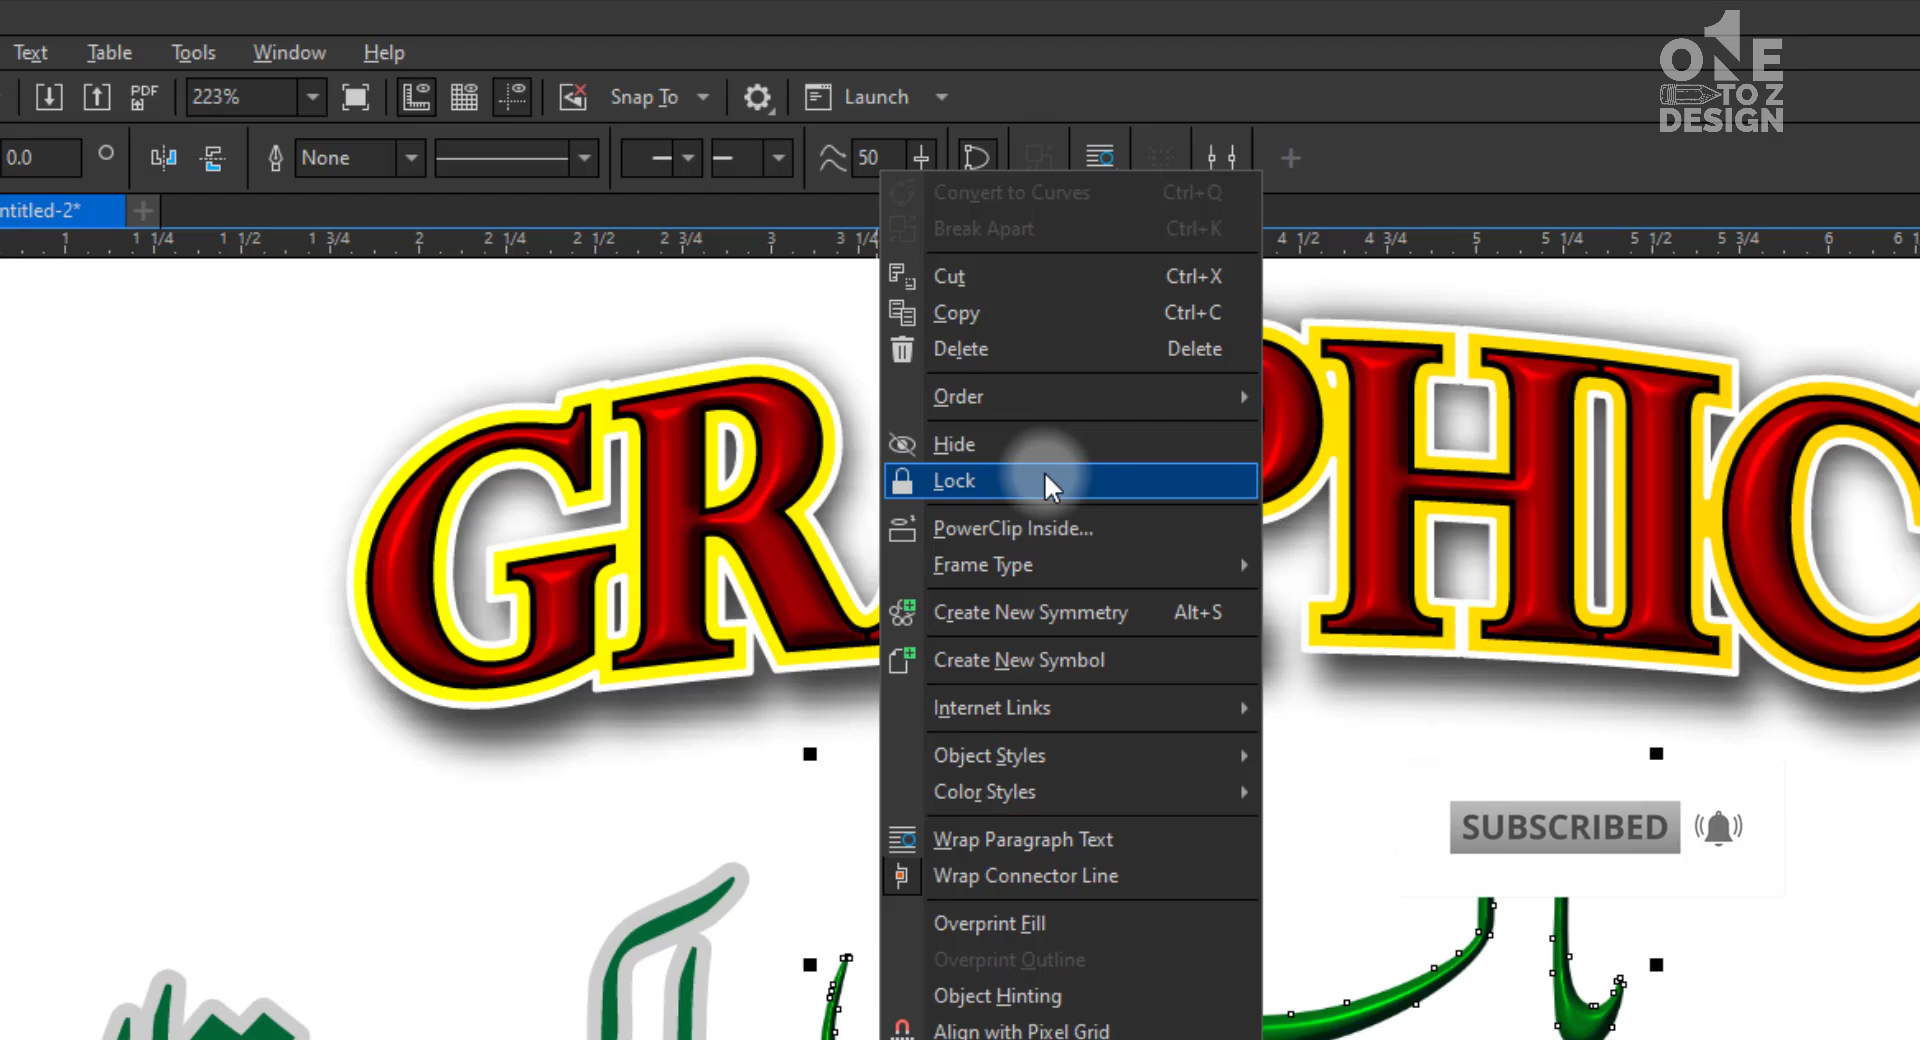 Text Table Tools Window Help
ONE
TO Z
DESIGN
PDF 223% Snap To Launch
0.0 None 50
ntitled-2*
1 1 1/4 1 1/2 1 3/4 2 2 1/4 2 1/2 2 3/4 3 3 1/4 4 1/2 4 3/4 5 5 1/4 5 1/2 5 3/4 6 6
Convert to Curves Ctrl+Q
Break Apart Ctrl+K
Cut Ctrl+X
Copy Ctrl+C
Delete Delete
Order
Hide
Lock
PowerClip Inside...
Frame Type
Create New Symmetry Alt+S
Create New Symbol
Internet Links
Object Styles
Color Styles
Wrap Paragraph Text
Wrap Connector Line
Overprint Fill
Overprint Outline
Object Hinting
Align with Pixel Grid
GR PHIC
SUBSCRIBED